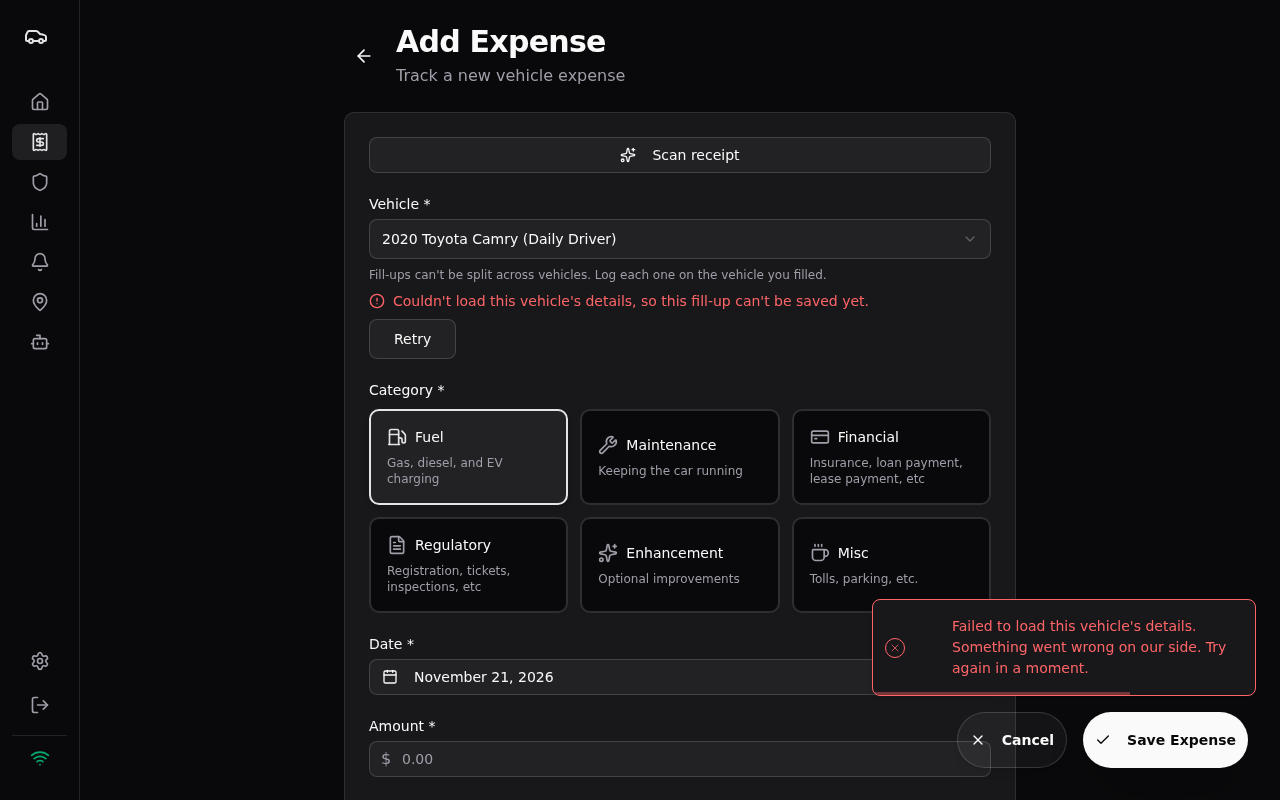 Add Expense
Track a new vehicle expense
Scan receipt
Vehicle *
2020 Toyota Camry (Daily Driver)
Fill-ups can't be split across vehicles. Log each one on the vehicle you filled.
Couldn't load this vehicle's details, so this fill-up can't be saved yet.
Retry
Category *
Fuel
Gas, diesel, and EV
charging
Maintenance
Keeping the car running
Financial
Insurance, loan payment,
lease payment, etc
Regulatory
Registration, tickets,
inspections, etc
Enhancement
Optional improvements
Misc
Tolls, parking, etc.
Failed to load this vehicle's details.
Something went wrong on our side. Try
again in a moment.
Date *
November 21, 2026
Amount *
$ 0.00
Cancel
Save Expense